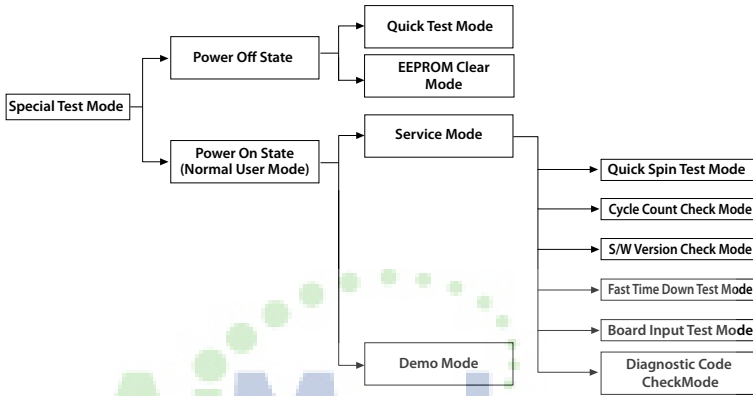 Special Test Mode
Power Off State
Quick Test Mode
EEPROM Clear
Mode
Power On State
(Normal User Mode)
Service Mode
Quick Spin Test Mode
Cycle Count Check Mode
S/W Version Check Mode
Fast Time Down Test Mode
Board Input Test Mode
Diagnostic Code
CheckMode
Demo Mode